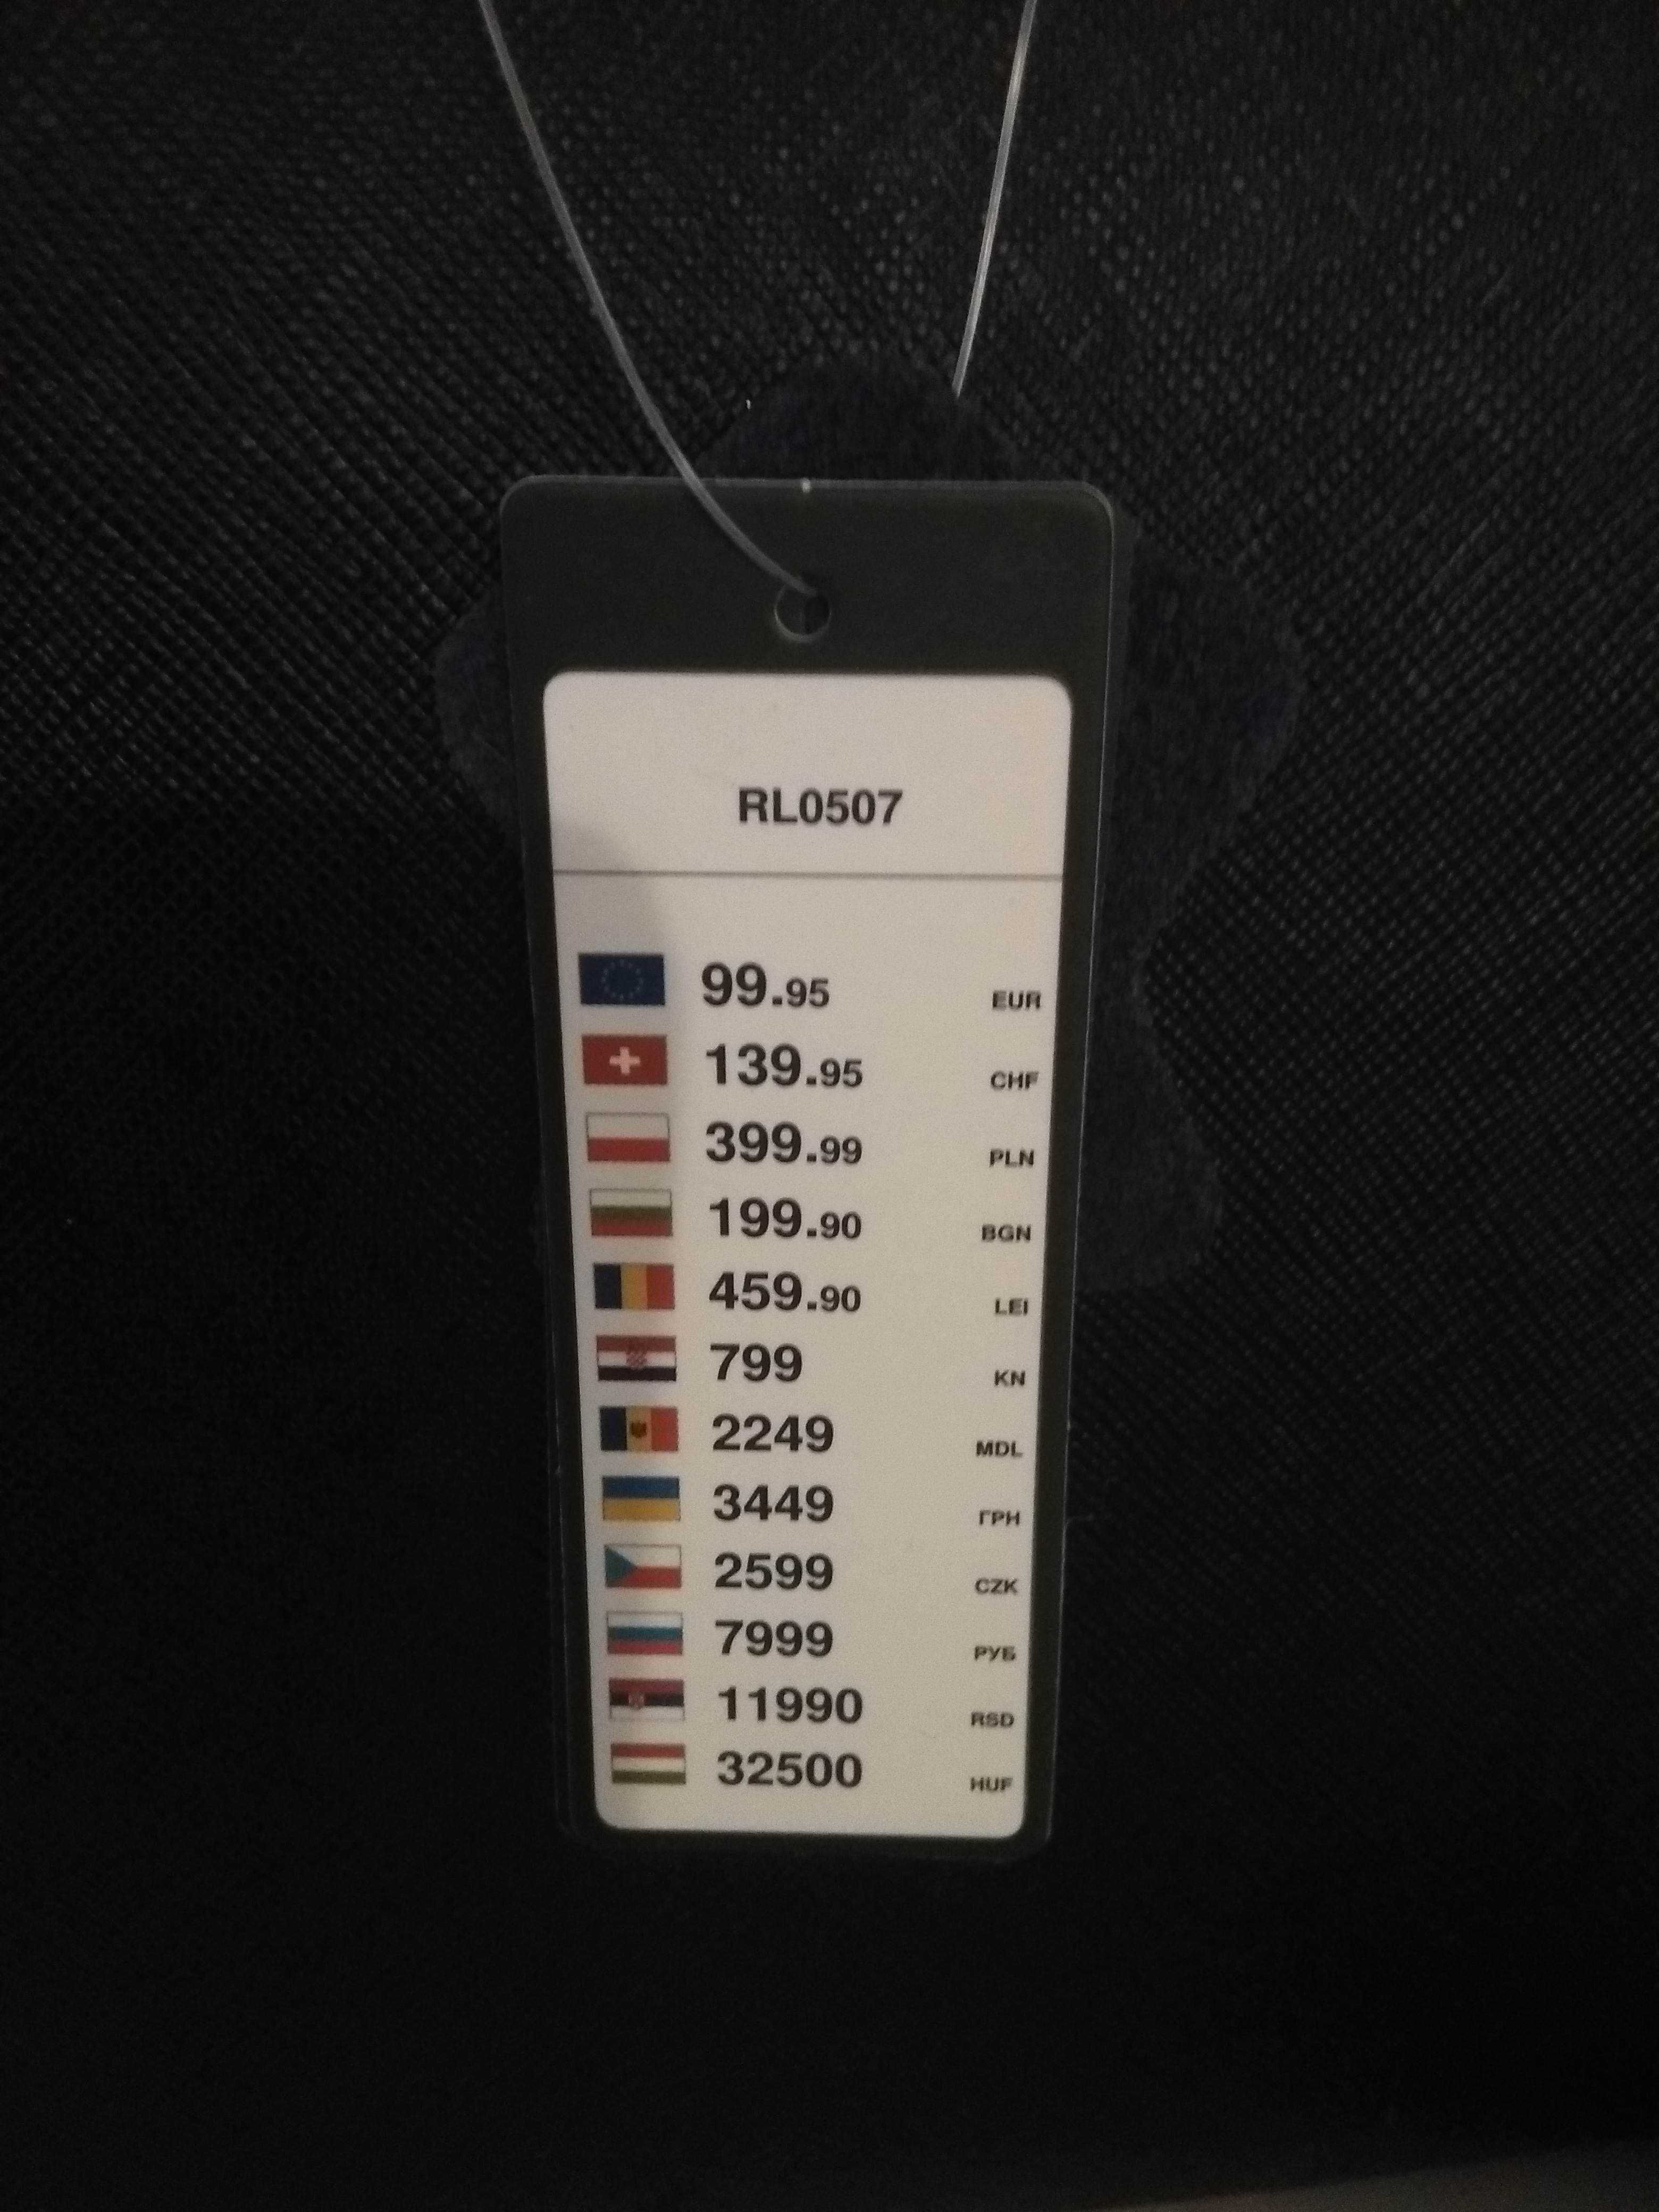 RL0507
99.95 EUR
139.95 CHF
399.99 PLN
199.90 BGN
459.90 LEI
799 KN
2249 MDL
3449 ГРН
2599 CZK
7999 РУБ
11990 RSD
32500 HUF